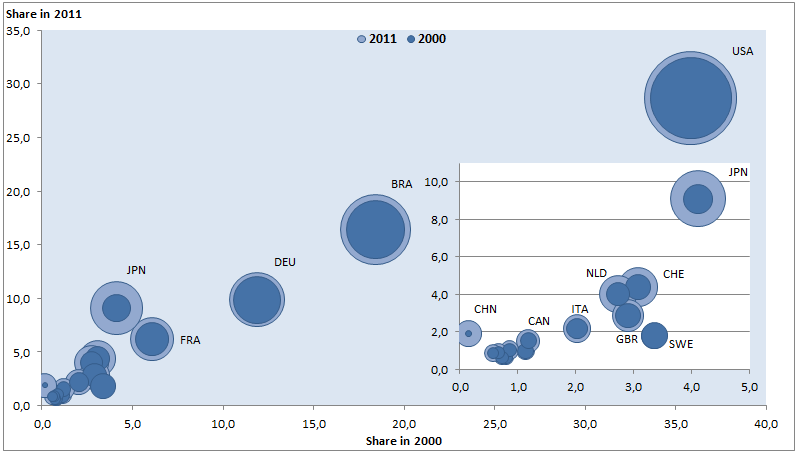 Share in 2011
35,0
30,0
25,0
20,0
15,0
10,0
5,0
0,0
2011 2000
USA
BRA
DEU
JPN
FRA
10,0
8,0
6,0
4,0
2,0
0,0
JPN
NLD CHE
CHN CAN ITA
GBR SWE
0,0 1,0 2,0 3,0 4,0 5,0
0,0 5,0 10,0 15,0 20,0 25,0 30,0 35,0 40,0
Share in 2000